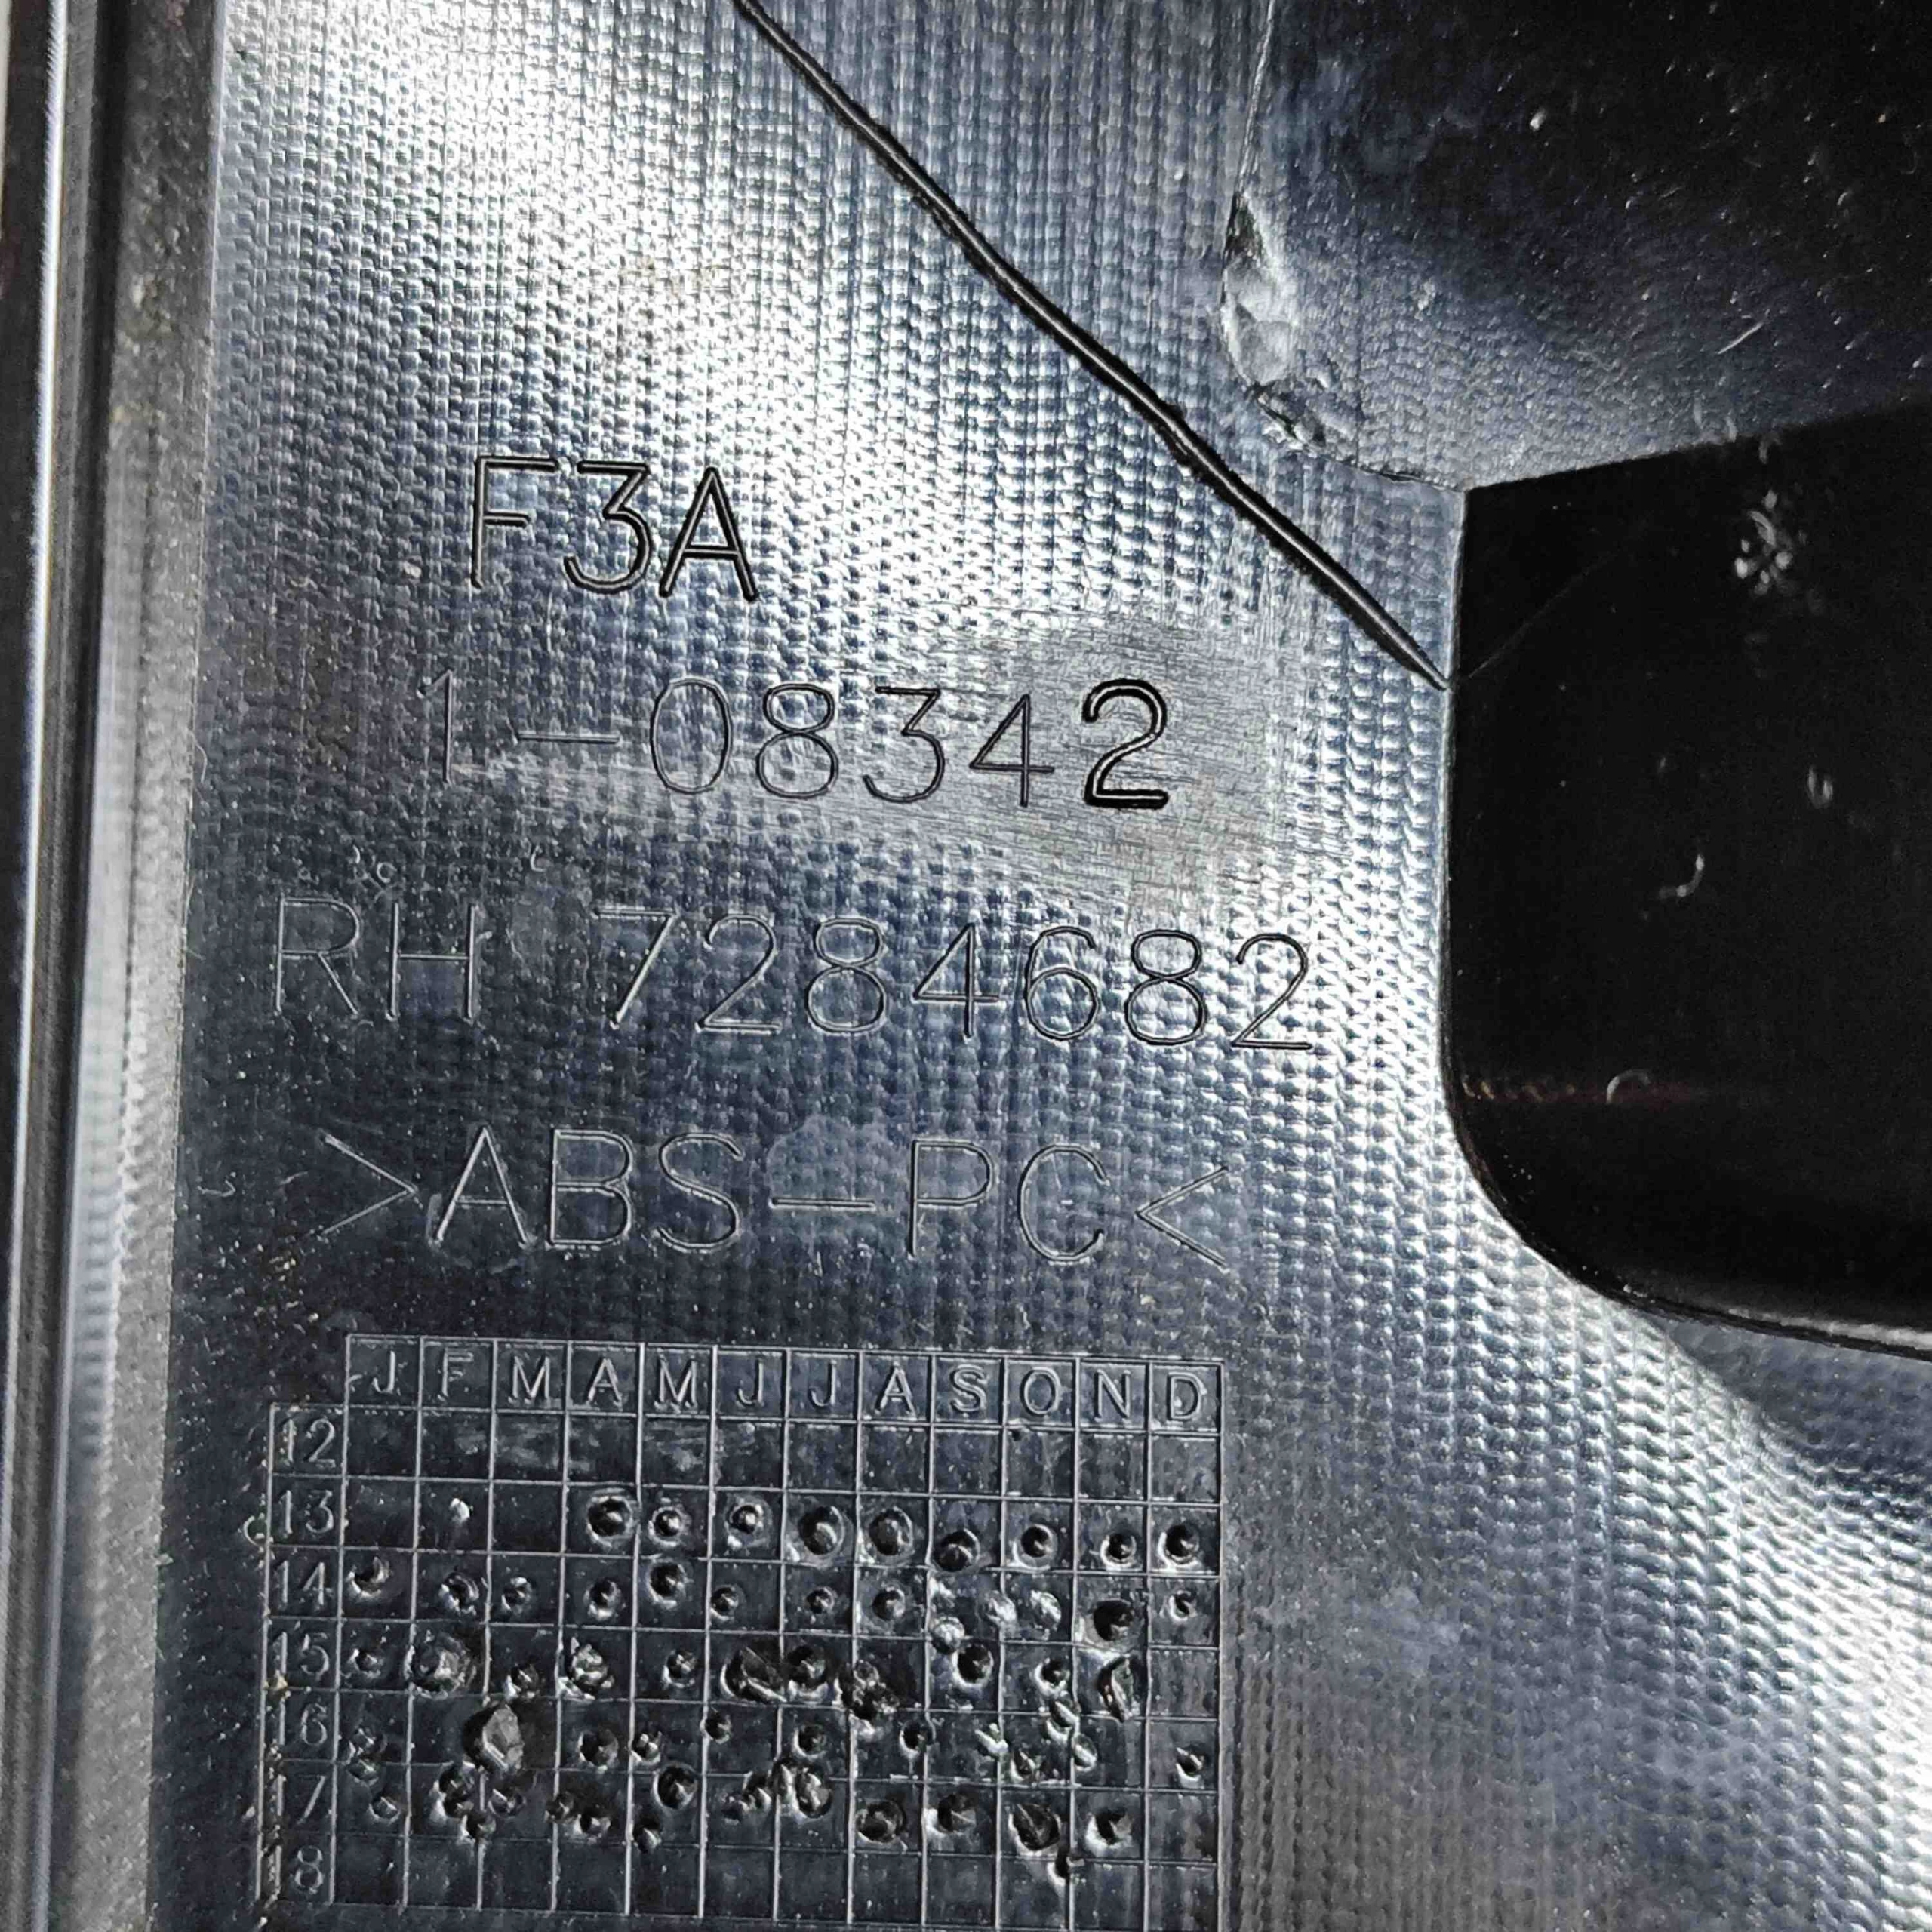 F3A
1-08342
RH 7284682
>ABS-PC<
J F M A M J J A S O N D
12
13
14
15
16
17
18